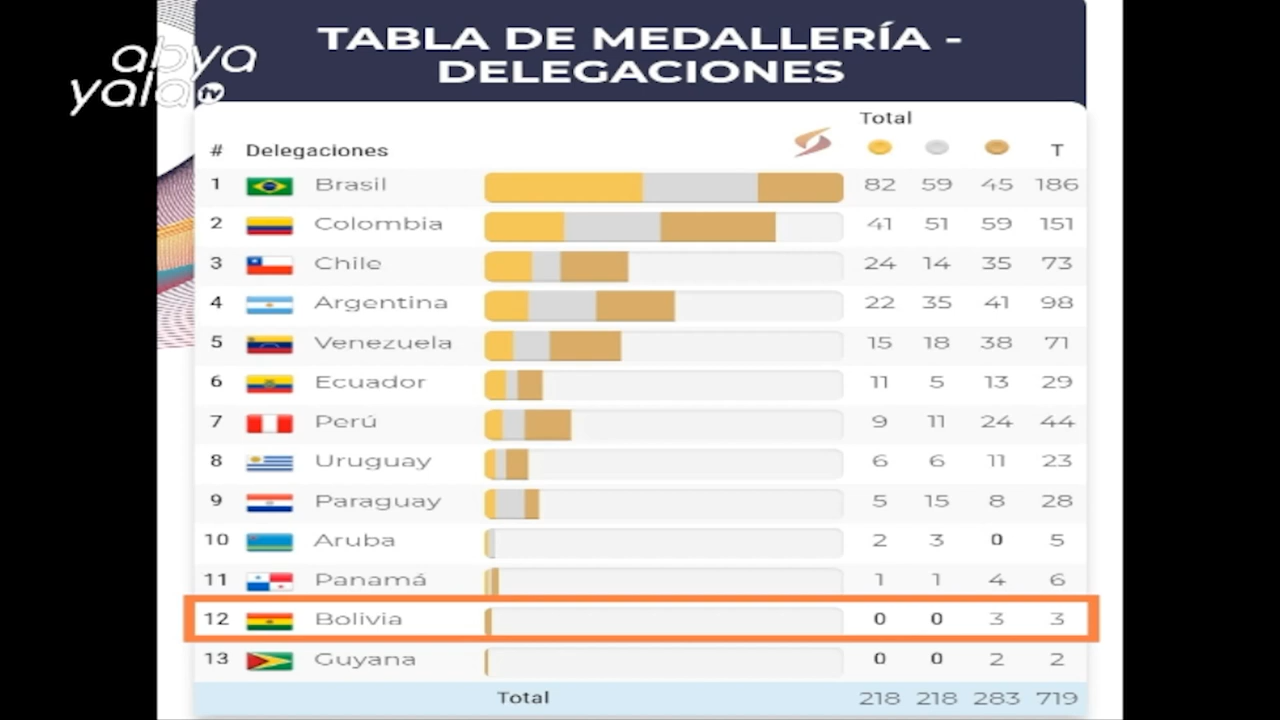 abya
yala tv
TABLA DE MEDALLERÍA -
DELEGACIONES
Total
# Delegaciones T
1 Brasil 82 59 45 186
2 Colombia 41 51 59 151
3 Chile 24 14 35 73
4 Argentina 22 35 41 98
5 Venezuela 15 18 38 71
6 Ecuador 11 5 13 29
7 Perú 9 11 24 44
8 Uruguay 6 6 11 23
9 Paraguay 5 15 8 28
10 Aruba 2 3 0 5
11 Panamá 1 1 4 6
12 Bolivia 0 0 3 3
13 Guyana 0 0 2 2
Total 218 218 283 719